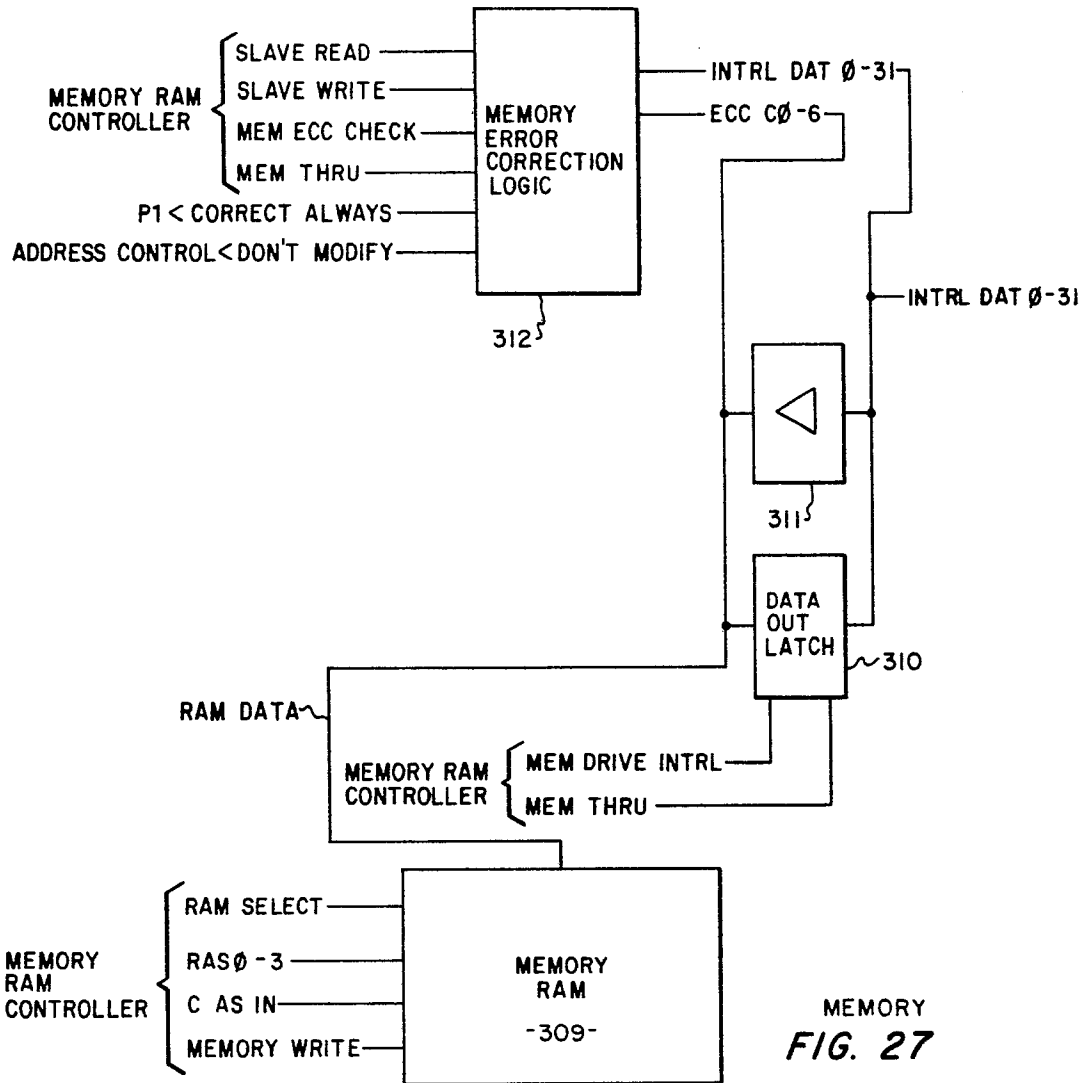 SLAVE READ
SLAVE WRITE
MEM ECC CHECK
MEM THRU
MEMORY RAM
CONTROLLER
P1 < CORRECT ALWAYS
ADDRESS CONTROL < DON'T MODIFY
MEMORY
ERROR
CORRECTION
LOGIC
312
INTRL DAT Ø-31
ECC CØ-6
INTRL DAT Ø-31
311
DATA
OUT
LATCH
310
RAM DATA
MEMORY RAM
CONTROLLER
MEM DRIVE INTRL
MEM THRU
MEMORY
RAM
CONTROLLER
RAM SELECT
RASØ-3
C AS IN
MEMORY WRITE
MEMORY
RAM
-309-
MEMORY
FIG. 27